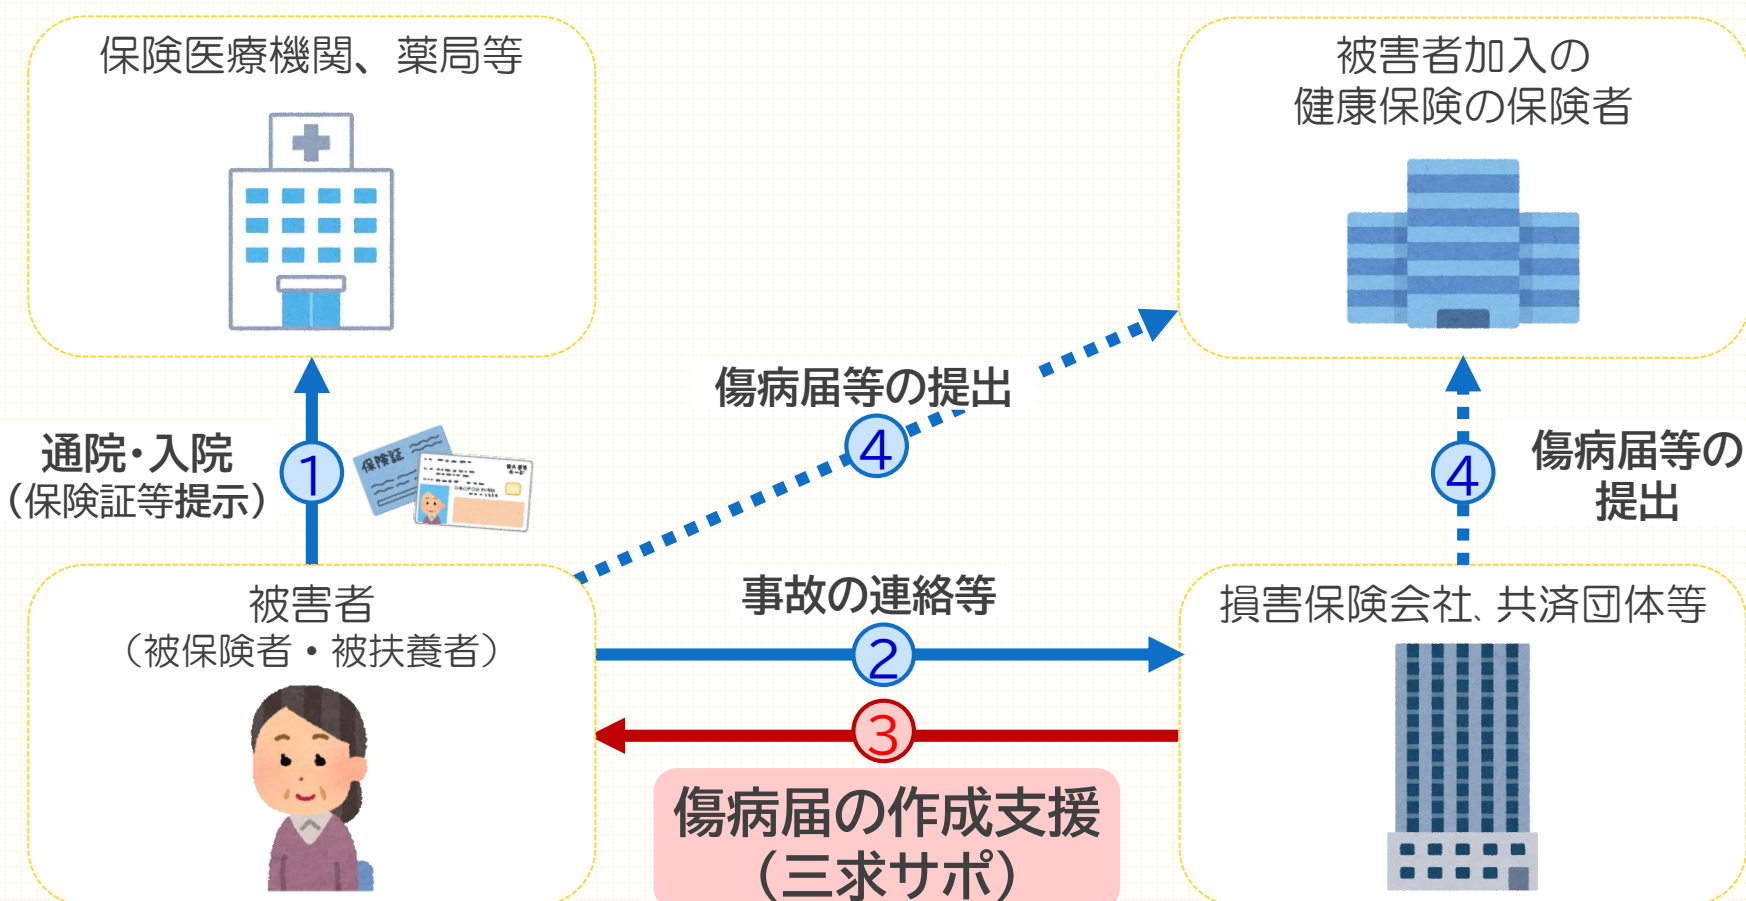 保険医療機関、薬局等
被害者加入の
健康保険の保険者
傷病届等の提出
④
通院・入院
（保険証等提示）
①
保険証
④
傷病届等の
提出
被害者
（被保険者・被扶養者）
事故の連絡等
②
③
傷病届の作成支援
（三求サポ）
損害保険会社、共済団体等